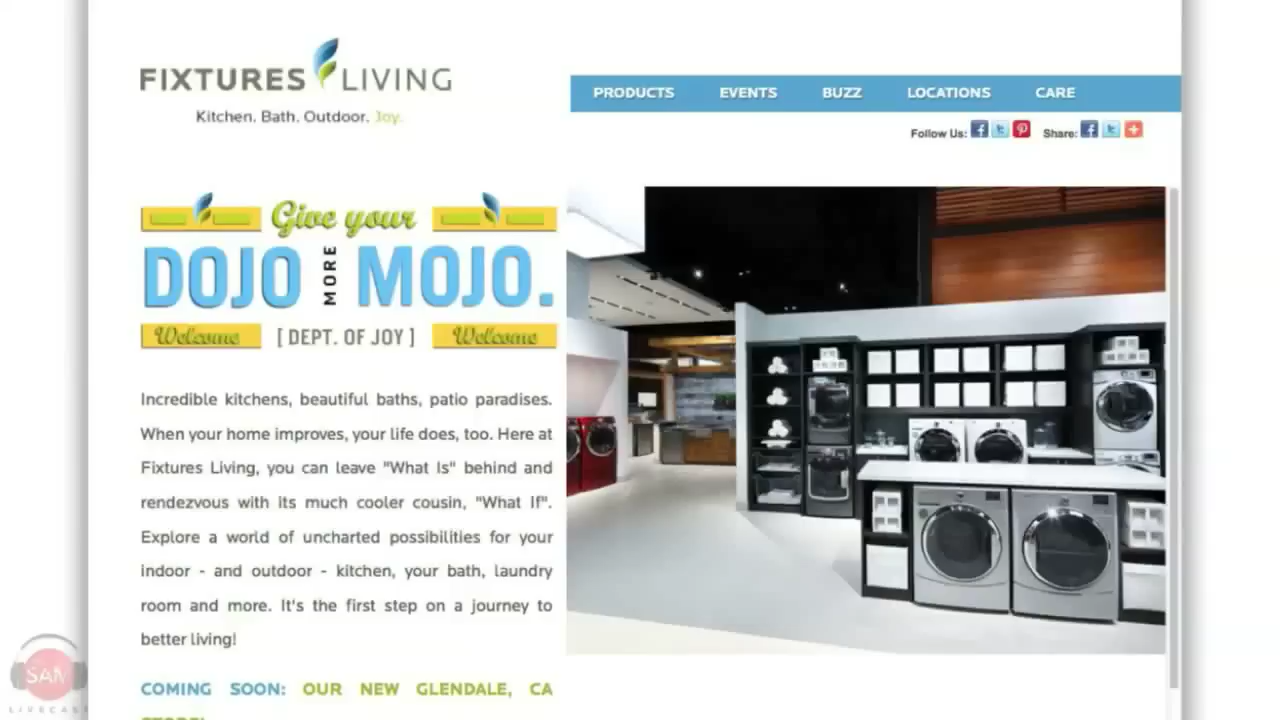 FIXTURES LIVING
Kitchen. Bath. Outdoor. Joy.
PRODUCTS EVENTS BUZZ LOCATIONS CARE
Follow Us: Share:
Give your
DOJO MORE MOJO.
Welcome [ DEPT. OF JOY ] Welcome
Incredible kitchens, beautiful baths, patio paradises.
When your home improves, your life does, too. Here at
Fixtures Living, you can leave "What Is" behind and
rendezvous with its much cooler cousin, "What If".
Explore a world of uncharted possibilities for your
indoor - and outdoor - kitchen, your bath, laundry
room and more. It's the first step on a journey to
better living!
COMING SOON: OUR NEW GLENDALE, CA
STORE!
SAM
LIVECAST